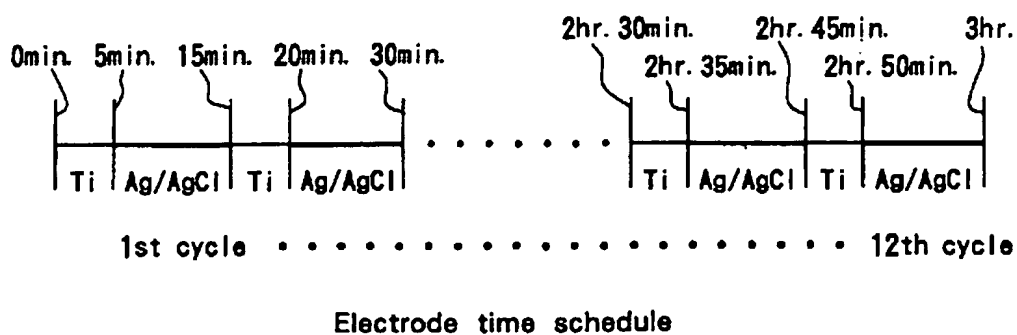 2hr. 30min. 2hr. 45min. 3hr.
0min. 5min. 15min. 20min. 30min. 2hr. 35min. 2hr. 50min.
Ti Ag/AgCl Ti Ag/AgCl Ti Ag/AgCl Ti Ag/AgCl
1st cycle 12th cycle
Electrode time schedule